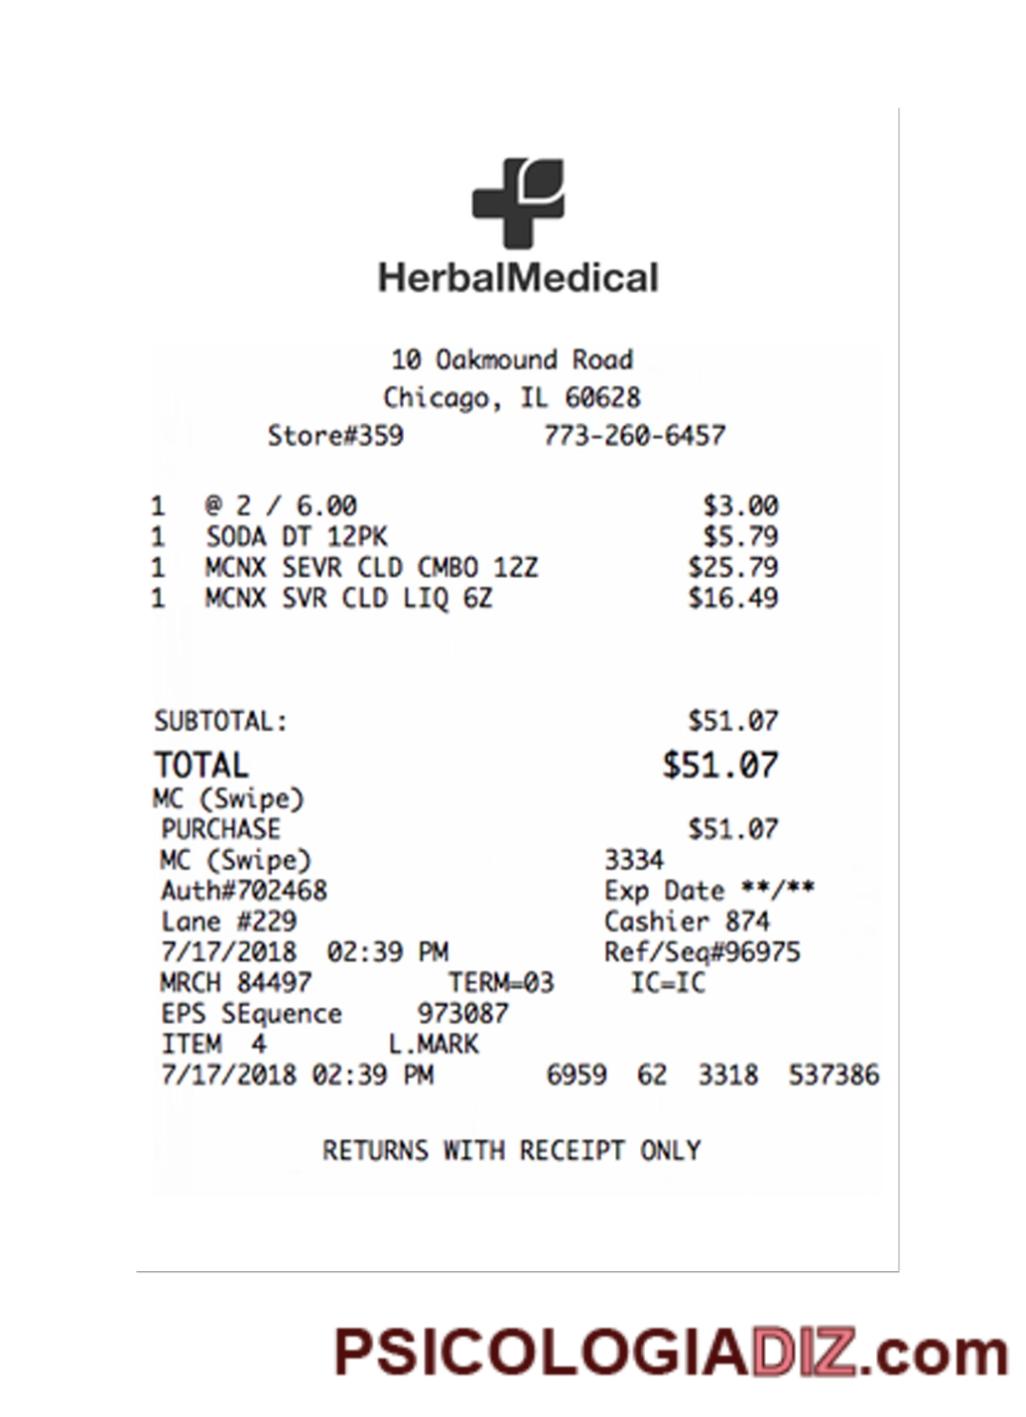 HerbalMedical
10 Oakmound Road
Chicago, IL 60628
Store#359 773-260-6457
1 @ 2 / 6.00 $3.00
1 SODA DT 12PK $5.79
1 MCNX SEVR CLD CMBO 12Z $25.79
1 MCNX SVR CLD LIQ 6Z $16.49
SUBTOTAL: $51.07
TOTAL $51.07
MC (Swipe)
PURCHASE $51.07
MC (Swipe) 3334
Auth#702468 Exp Date **/**
Lane #229 Cashier 874
7/17/2018 02:39 PM Ref/Seq#96975
MRCH 84497 TERM=03 IC=IC
EPS SEquence 973087
ITEM 4 L.MARK
7/17/2018 02:39 PM 6959 62 3318 537386
RETURNS WITH RECEIPT ONLY
PSICOLOGIADIZ.com